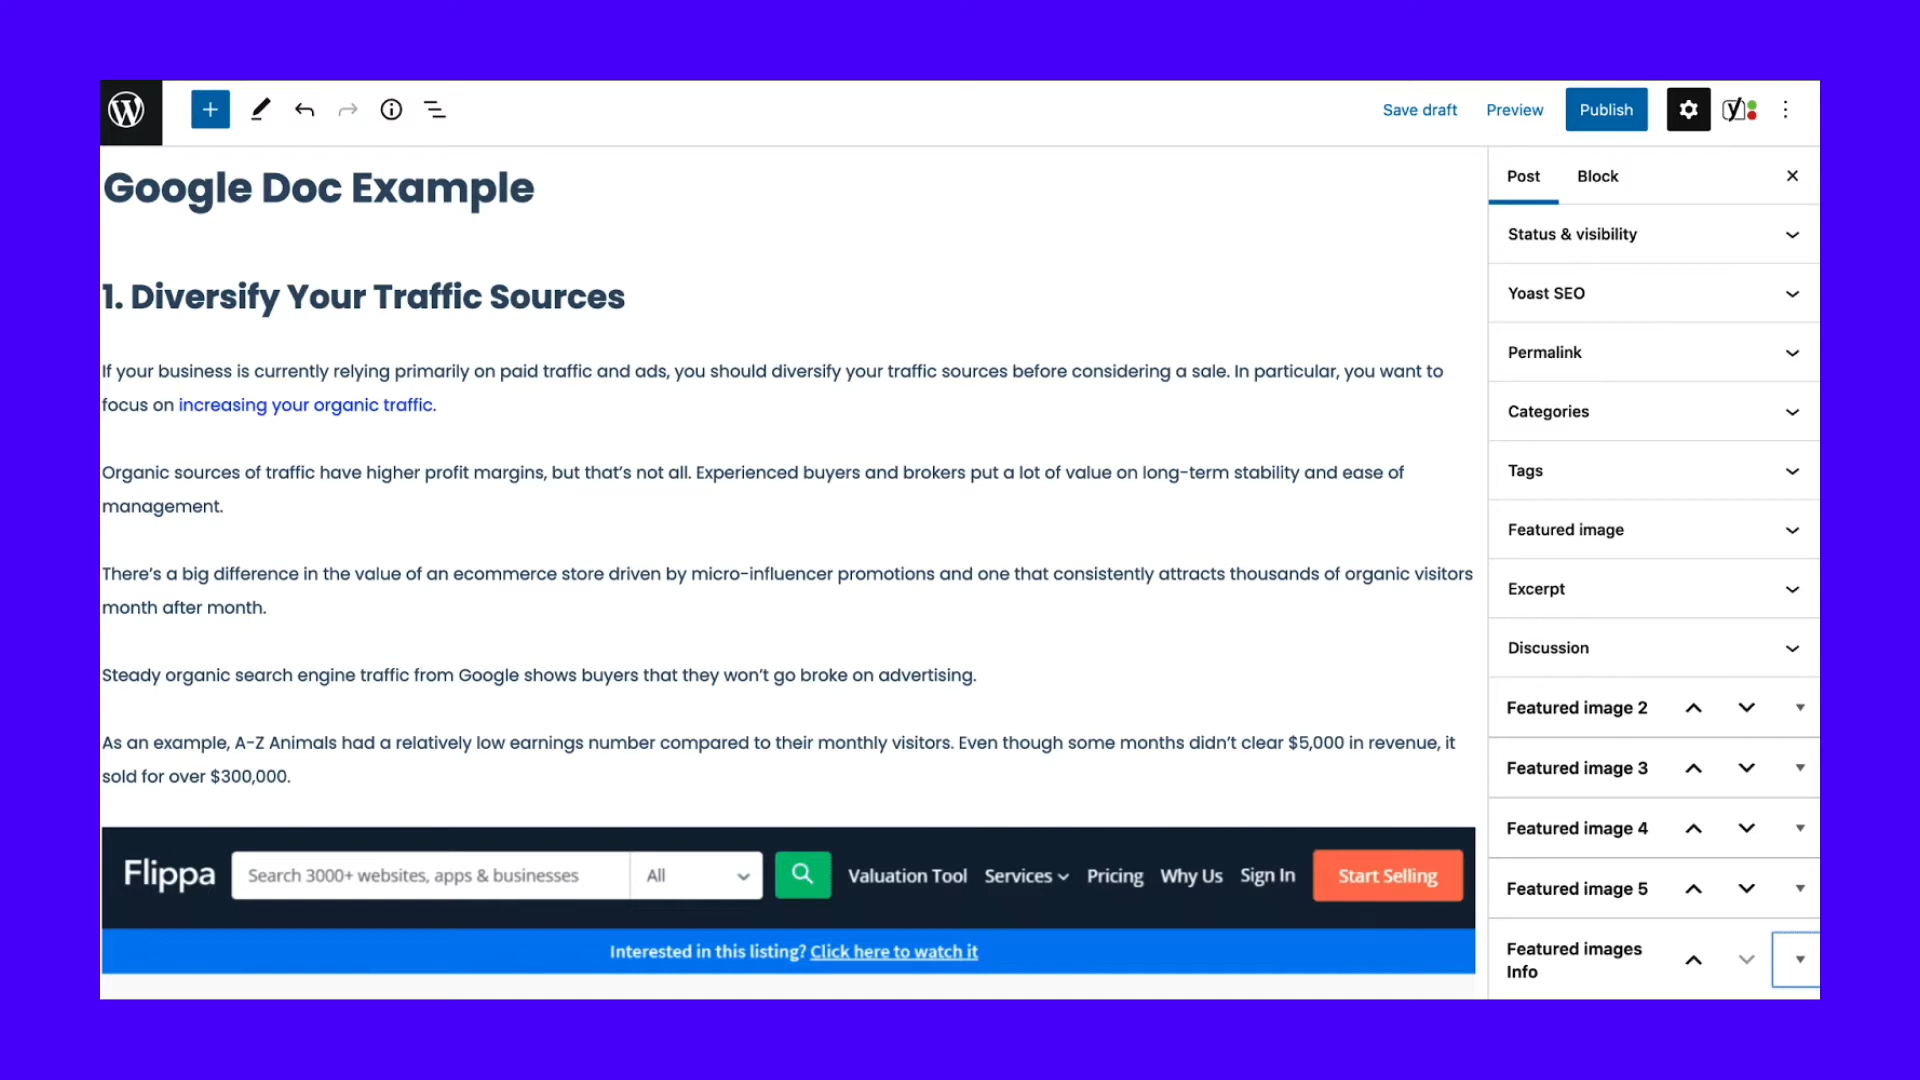 Save draft
Preview
Publish
Google Doc Example
1. Diversify Your Traffic Sources
If your business is currently relying primarily on paid traffic and ads, you should diversify your traffic sources before considering a sale. In particular, you want to
focus on increasing your organic traffic.
Organic sources of traffic have higher profit margins, but that’s not all. Experienced buyers and brokers put a lot of value on long-term stability and ease of
management.
There’s a big difference in the value of an ecommerce store driven by micro-influencer promotions and one that consistently attracts thousands of organic visitors
month after month.
Steady organic search engine traffic from Google shows buyers that they won’t go broke on advertising.
As an example, A-Z Animals had a relatively low earnings number compared to their monthly visitors. Even though some months didn’t clear $5,000 in revenue, it
sold for over $300,000.
Flippa
Search 3000+ websites, apps & businesses
All
Valuation Tool
Services
Pricing
Why Us
Sign In
Start Selling
Interested in this listing? Click here to watch it
Post
Block
Status & visibility
Yoast SEO
Permalink
Categories
Tags
Featured image
Excerpt
Discussion
Featured image 2
Featured image 3
Featured image 4
Featured image 5
Featured images
Info